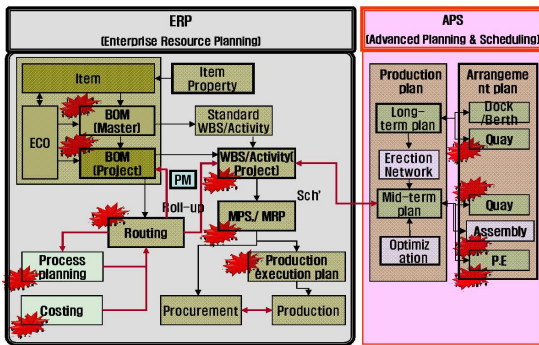 ERP
(Enterprise Resource Planning)
APS
(Advanced Planning & Scheduling)
Item
Item
Property
ECO
BOM
(Master)
Standard
WBS/Activity
BOM
(Project)
WBS/Activity(
Project)
PM
Roll-up
Sch'
Routing
MPS,/ MRP
Process
planning
Production
execution plan
Costing
Procurement
Production
Production
plan
Long-
term plan
Erection
Network
Mid-term
plan
Optimiz
ation
Arrangeme
nt plan
Dock
/Berth
Quay
Quay
Assembly
P.E